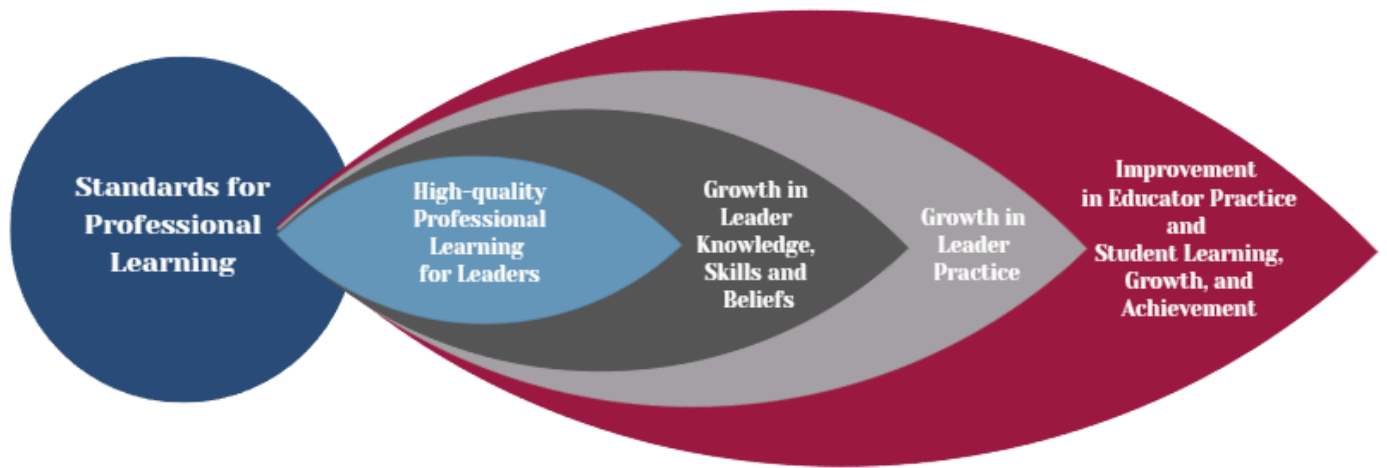 Standards for
Professional
Learning
High-quality
Professional
Learning
for Leaders
Growth in
Leader
Knowledge,
Skills and
Beliefs
Growth in
Leader
Practice
Improvement
in Educator Practice
and
Student Learning,
Growth, and
Achievement